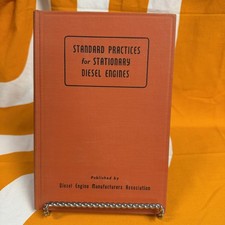 STANDARD PRACTICES
for STATIONARY
DIESEL ENGINES
Published by
Diesel Engine Manufacturers Association